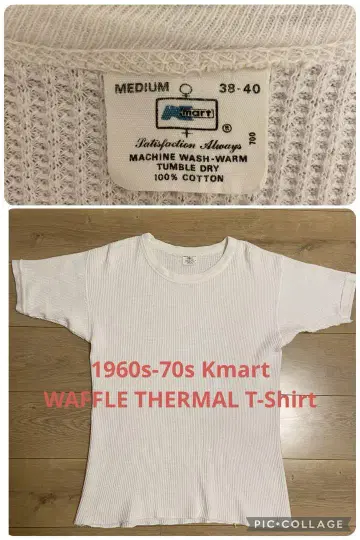 MEDIUM 38-40
Kmart
®
Satisfaction Always
700
MACHINE WASH-WARM
TUMBLE DRY
100% COTTON
1960s-70s Kmart
WAFFLE THERMAL T-Shirt
PIC•COLLAGE